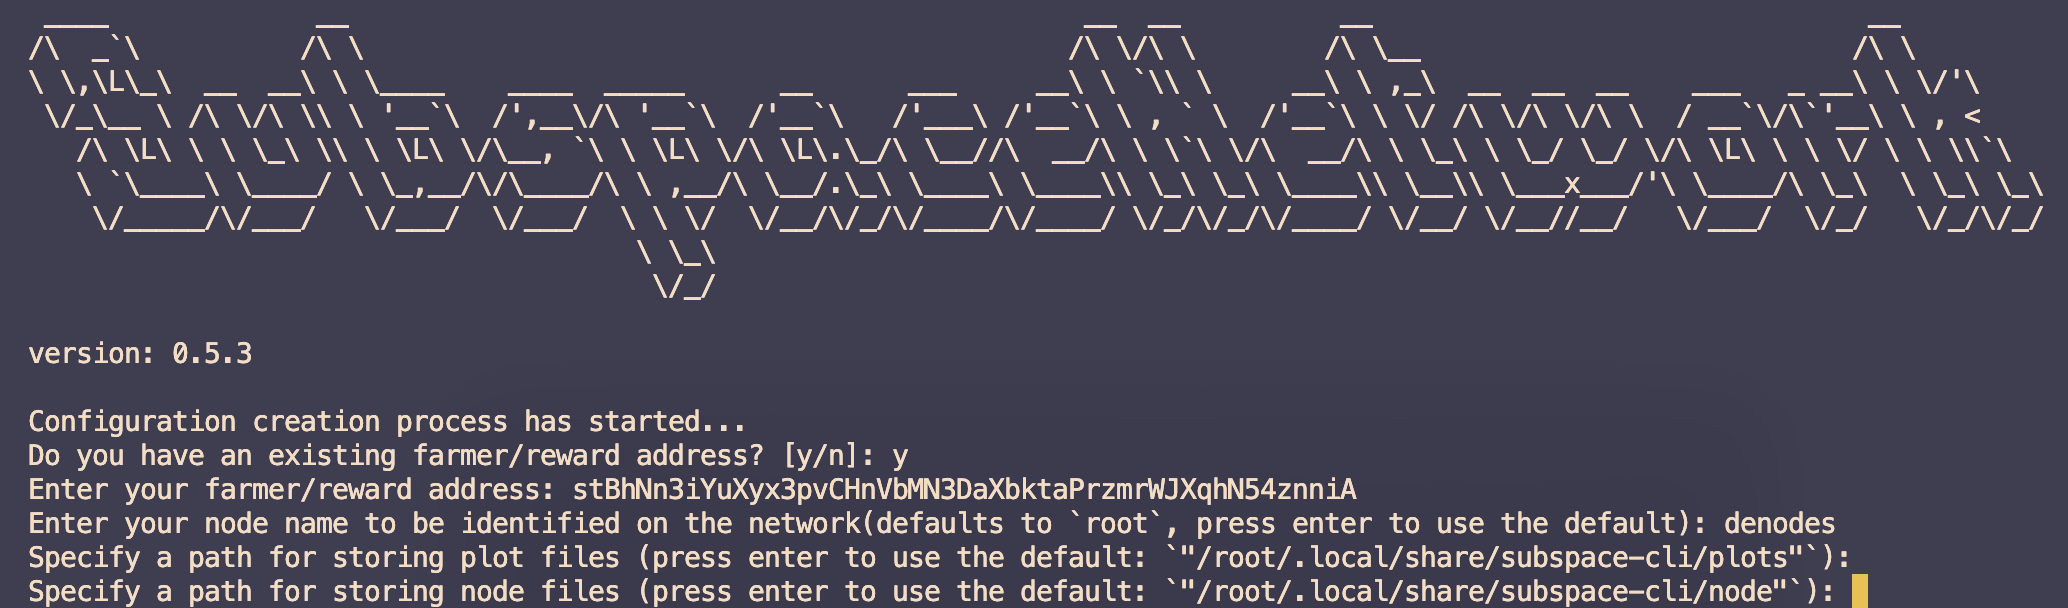 Subspace Network
version: 0.5.3
Configuration creation process has started...
Do you have an existing farmer/reward address? [y/n]: y
Enter your farmer/reward address: stBhNn3iYuXyx3pvCHnVbMN3DaXbktaPrzmrWJXqhN54znniA
Enter your node name to be identified on the network(defaults to `root`, press enter to use the default): denodes
Specify a path for storing plot files (press enter to use the default: `"/root/.local/share/subspace-cli/plots"`):
Specify a path for storing node files (press enter to use the default: `"/root/.local/share/subspace-cli/node"`):